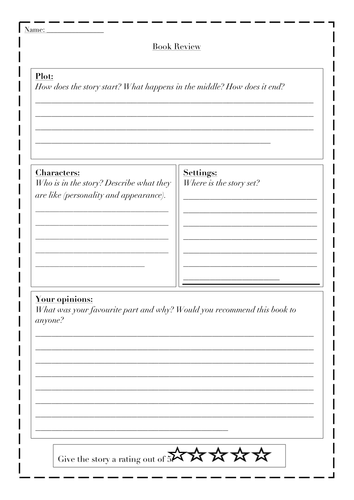 Name:
Book Review
Plot:
How does the story start? What happens in the middle? How does it end?
Characters:
Who is in the story? Describe what they
are like (personality and appearance).
Settings:
Where is the story set?
Your opinions:
What was your favourite part and why? Would you recommend this book to
anyone?
Give the story a rating out of 5